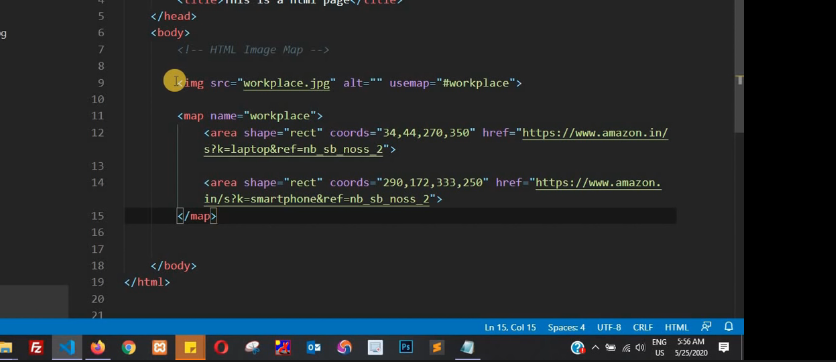 4 <title>This is a html page</title>
5 </head>
6 <body>
7 <!-- HTML Image Map -->
8
9 <img src="workplace.jpg" alt="" usemap="#workplace">
10
11 <map name="workplace">
12 <area shape="rect" coords="34,44,270,350" href="https://www.amazon.in/
s?k=laptop&ref=nb_sb_noss_2">
13
14 <area shape="rect" coords="290,172,333,250" href="https://www.amazon.
in/s?k=smartphone&ref=nb_sb_noss_2">
15 </map>
16
17
18 </body>
19 </html>
20
21
Ln 15, Col 15 Spaces: 4 UTF-8 CRLF HTML
Fz Ps S ? ENG 5:56 AM
US 5/25/2020